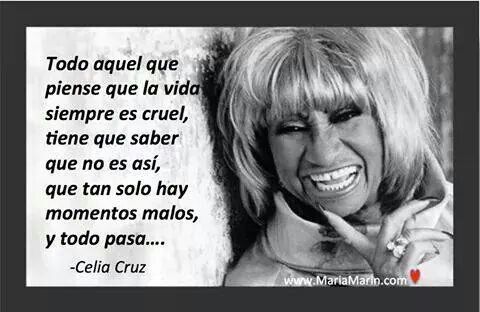 Todo aquel que
piense que la vida
siempre es cruel,
tiene que saber
que no es así,
que tan solo hay
momentos malos,
y todo pasa....
-Celia Cruz
www.MariaMarin.com